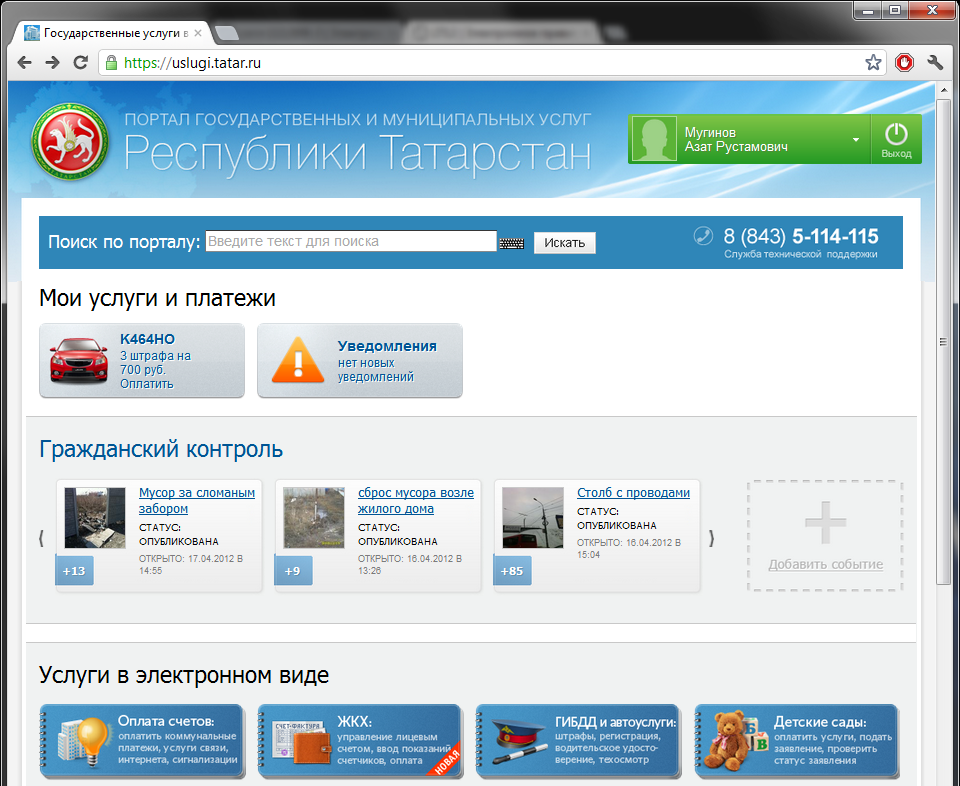 Государственные услуги в
https://uslugi.tatar.ru
ПОРТАЛ ГОСУДАРСТВЕННЫХ И МУНИЦИПАЛЬНЫХ УСЛУГ
Республики Татарстан
Мугинов
Азат Рустамович
Выход
Поиск по порталу:
Введите текст для поиска
Искать
8 (843) 5-114-115
Служба технической поддержки
Мои услуги и платежи
К464НО
3 штрафа на
700 руб.
Оплатить
Уведомления
нет новых
уведомлений
Гражданский контроль
Мусор за сломаным
забором
СТАТУС:
ОПУБЛИКОВАНА
ОТКРЫТО: 17.04.2012 В
14:55
+13
сброс мусора возле
жилого дома
СТАТУС:
ОПУБЛИКОВАНА
ОТКРЫТО: 16.04.2012 В
13:26
+9
Столб с проводами
СТАТУС:
ОПУБЛИКОВАНА
ОТКРЫТО: 16.04.2012 В
15:04
+85
Добавить событие
Услуги в электронном виде
Оплата счетов:
оплатить коммунальные
платежи, услуги связи,
интернета, сигнализации
СЧЕТ-ФАКТУРА
ЖКХ:
управление лицевым
счетом, ввод показаний
счетчиков, оплата
НОВАЯ
ГИБДД и автоуслуги:
штрафы, регистрация,
водительское удосто-
верение, техосмотр
Б
В
Детские сады:
оплатить услуги, подать
заявление, проверить
статус заявления